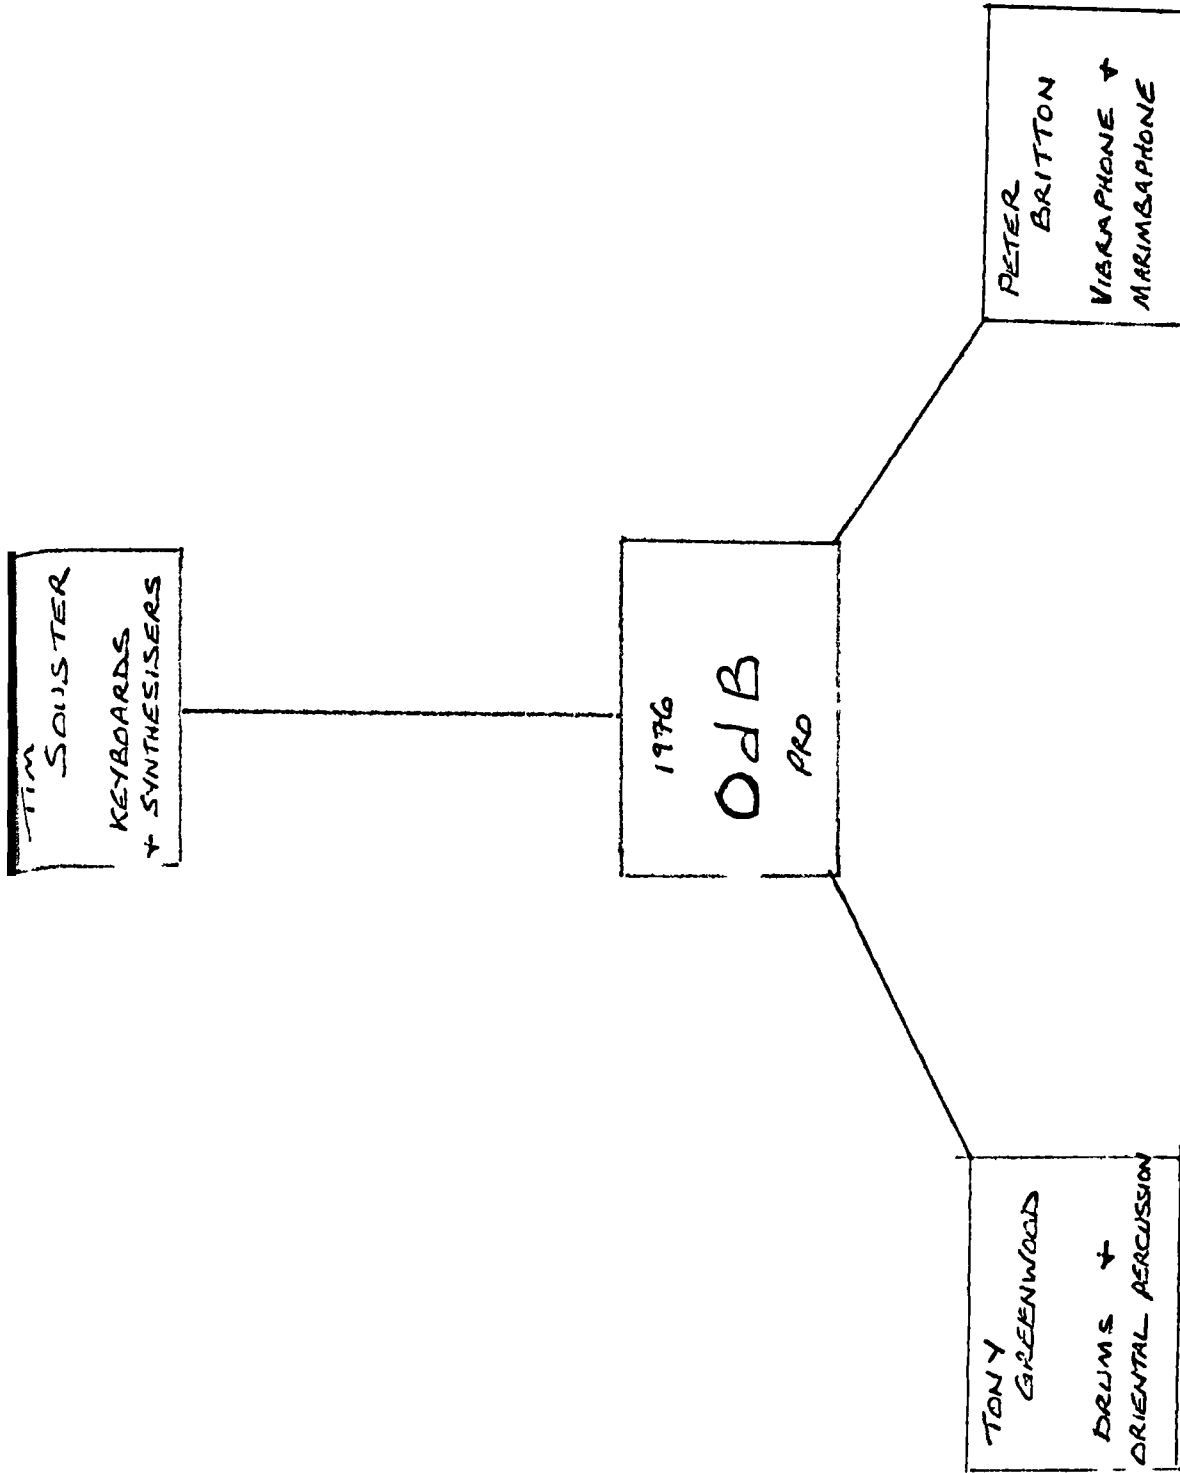 TIM
SOUSTER
KEYBOARDS
+ SYNTHESISERS
1976
OdB
PRO
TONY
GREENWOOD
DRUMS +
ORIENTAL PERCUSSION
PETER
BRITTON
VIBRAPHONE +
MARIMBAPHONE